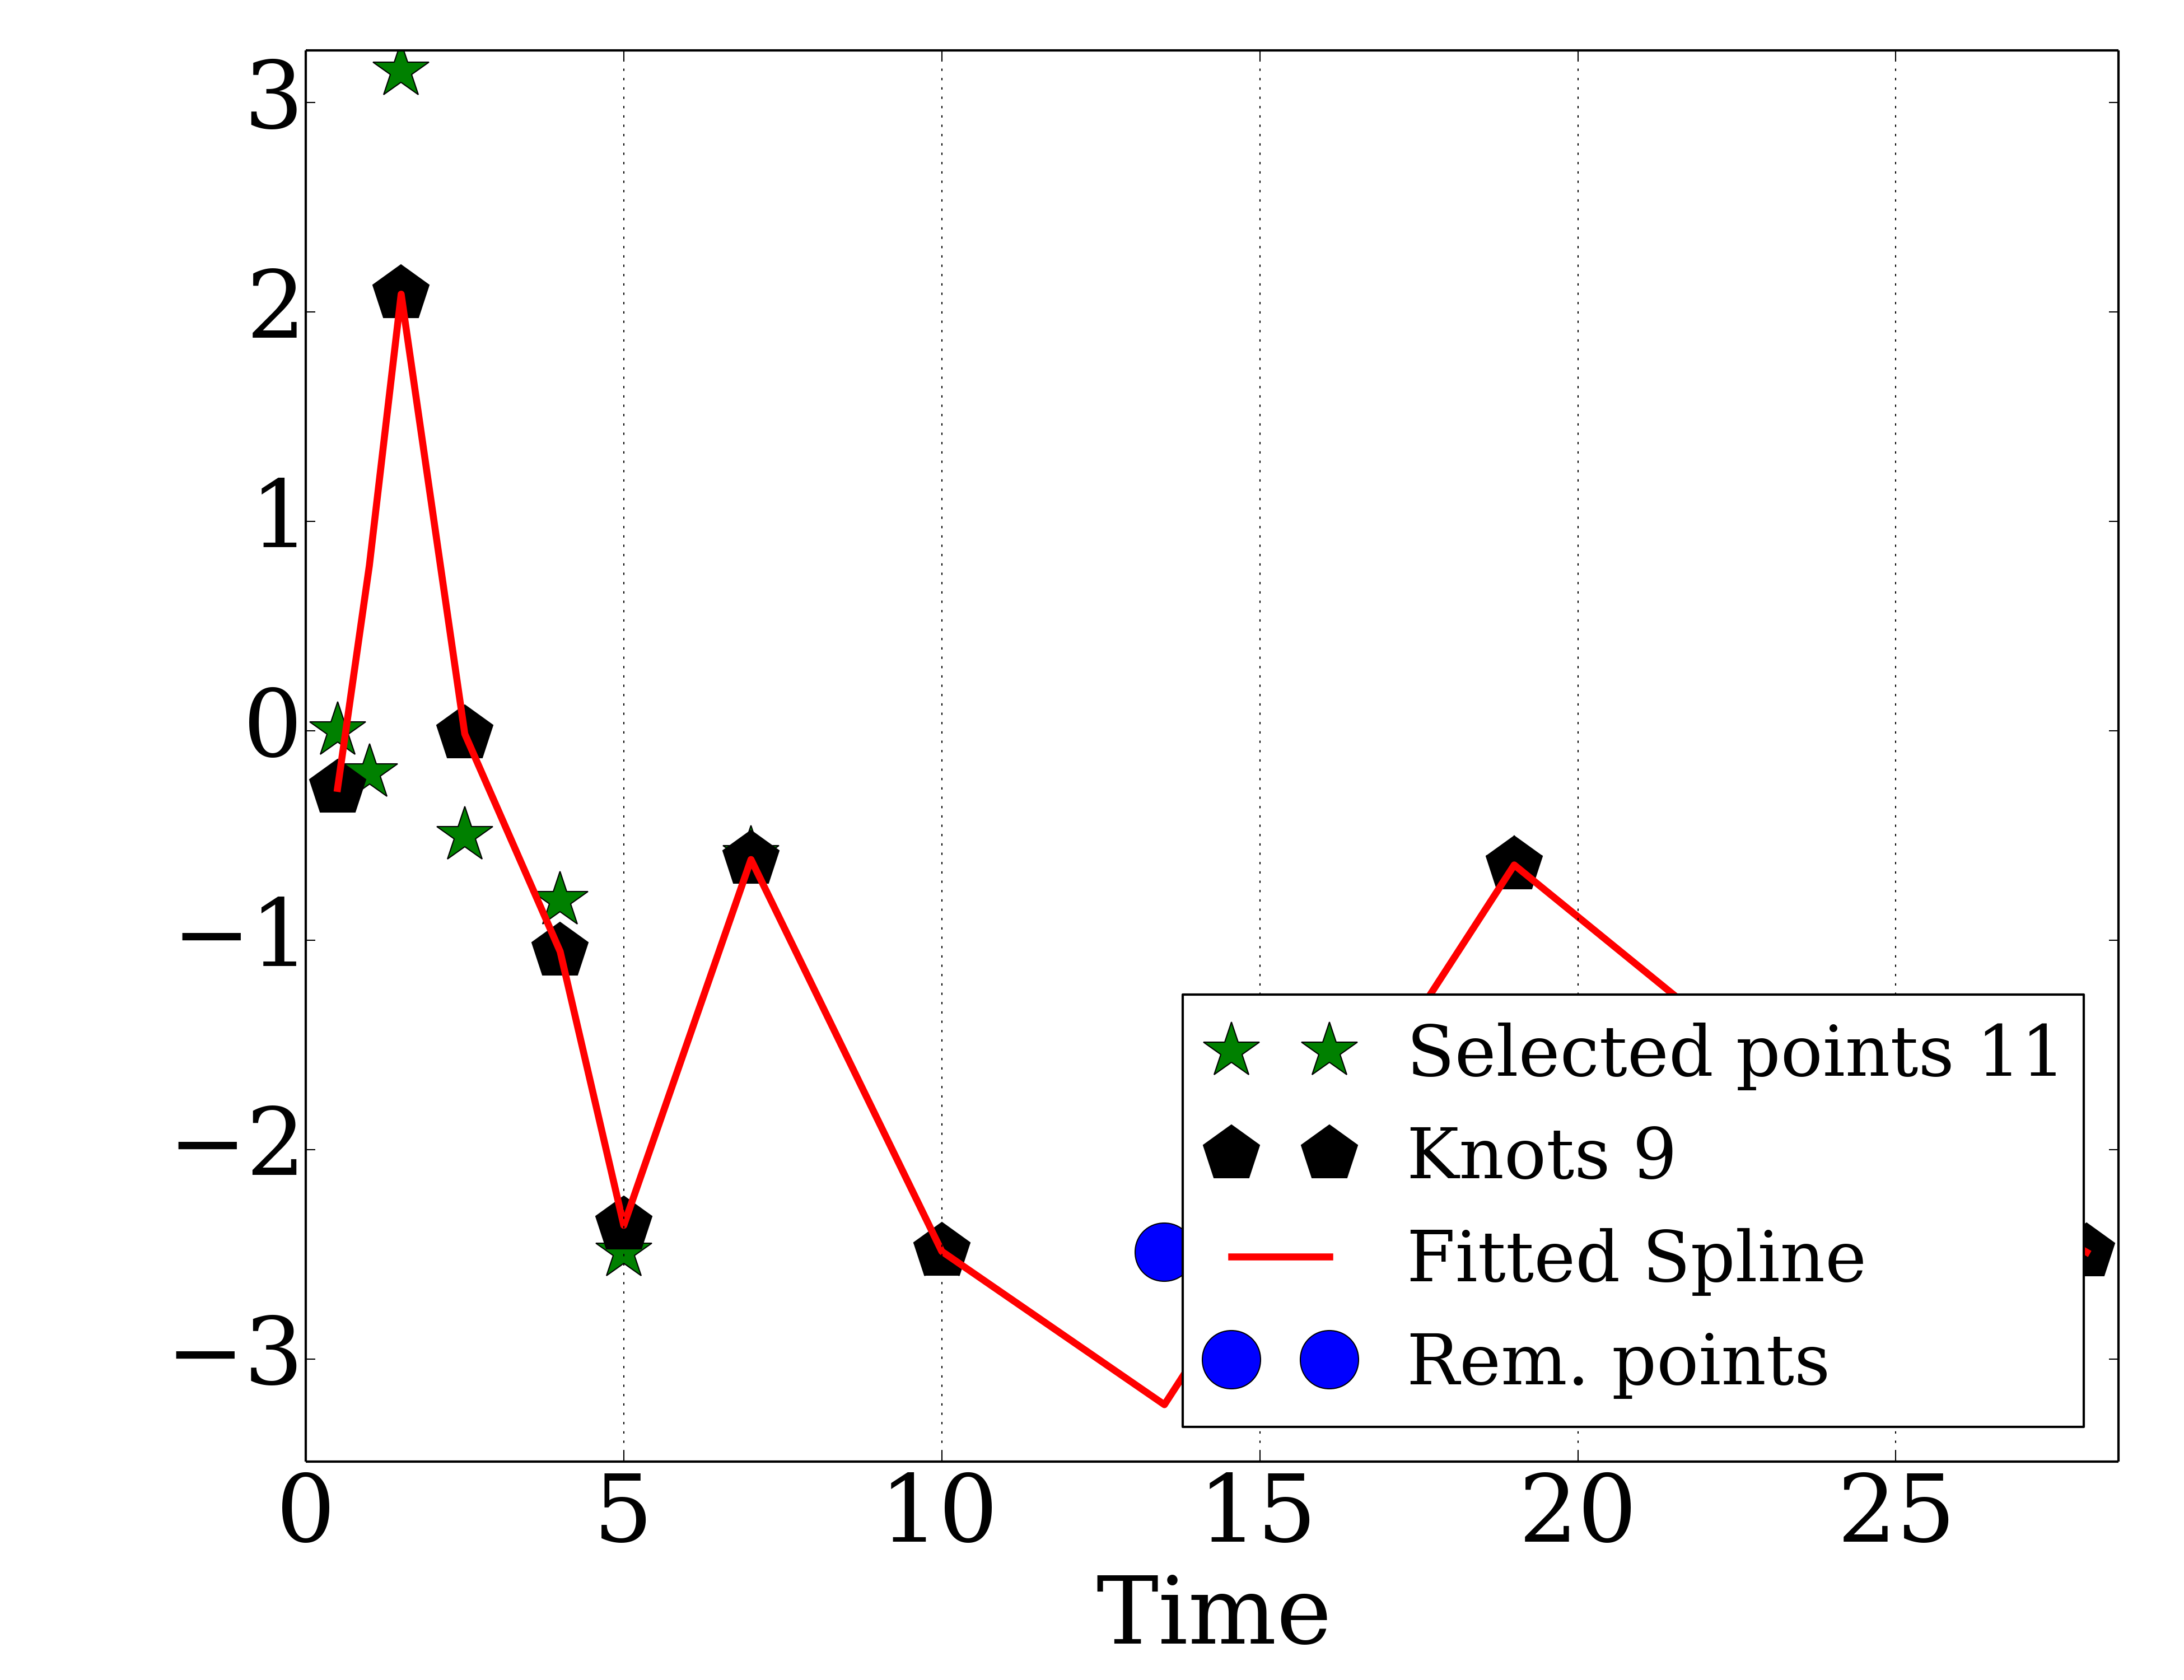 3
2
1
0
−1
−2
−3
0 5 10 15 20 25
Time
Selected points 11
Knots 9
Fitted Spline
Rem. points